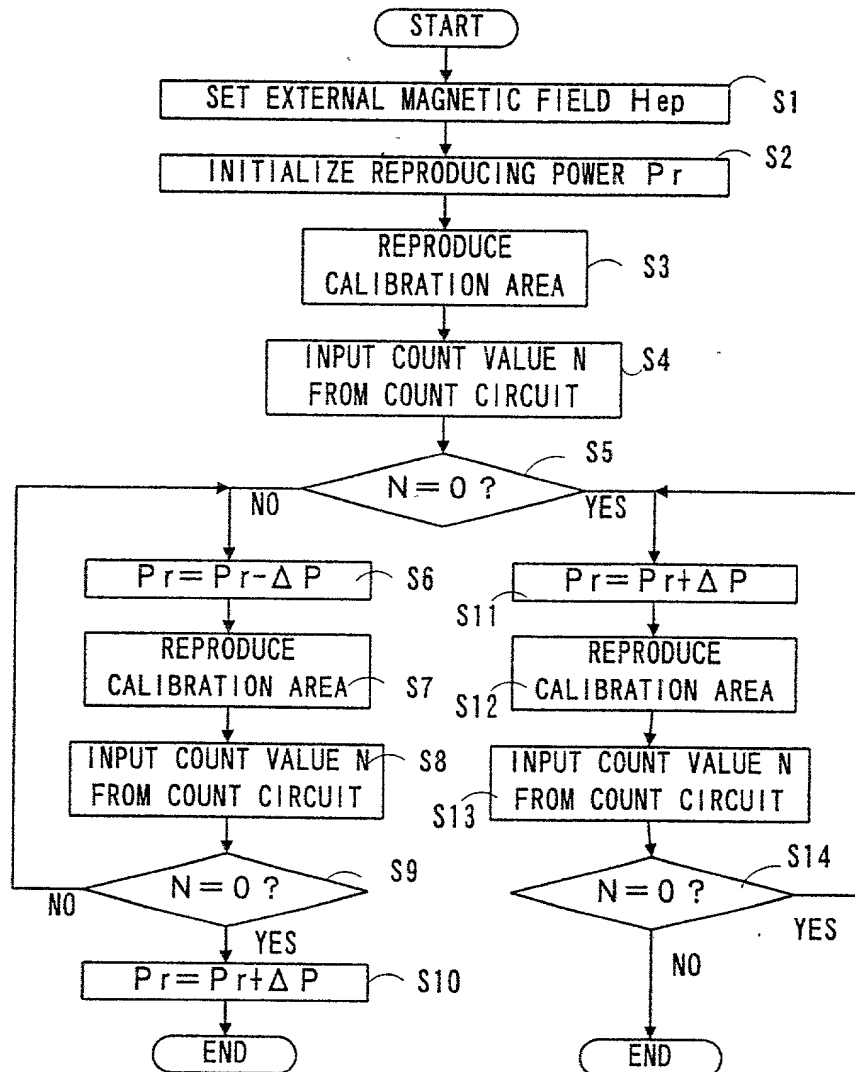 START
SET EXTERNAL MAGNETIC FIELD Hep
S1
INITIALIZE REPRODUCING POWER Pr
S2
REPRODUCE
CALIBRATION AREA
S3
INPUT COUNT VALUE N
FROM COUNT CIRCUIT
S4
N=0?
S5
NO
YES
Pr=Pr-ΔP
S6
REPRODUCE
CALIBRATION AREA
S7
INPUT COUNT VALUE N
FROM COUNT CIRCUIT
S8
N=0?
S9
NO
YES
Pr=Pr+ΔP
S10
END
Pr=Pr+ΔP
S11
REPRODUCE
CALIBRATION AREA
S12
INPUT COUNT VALUE N
FROM COUNT CIRCUIT
S13
N=0?
S14
YES
NO
END